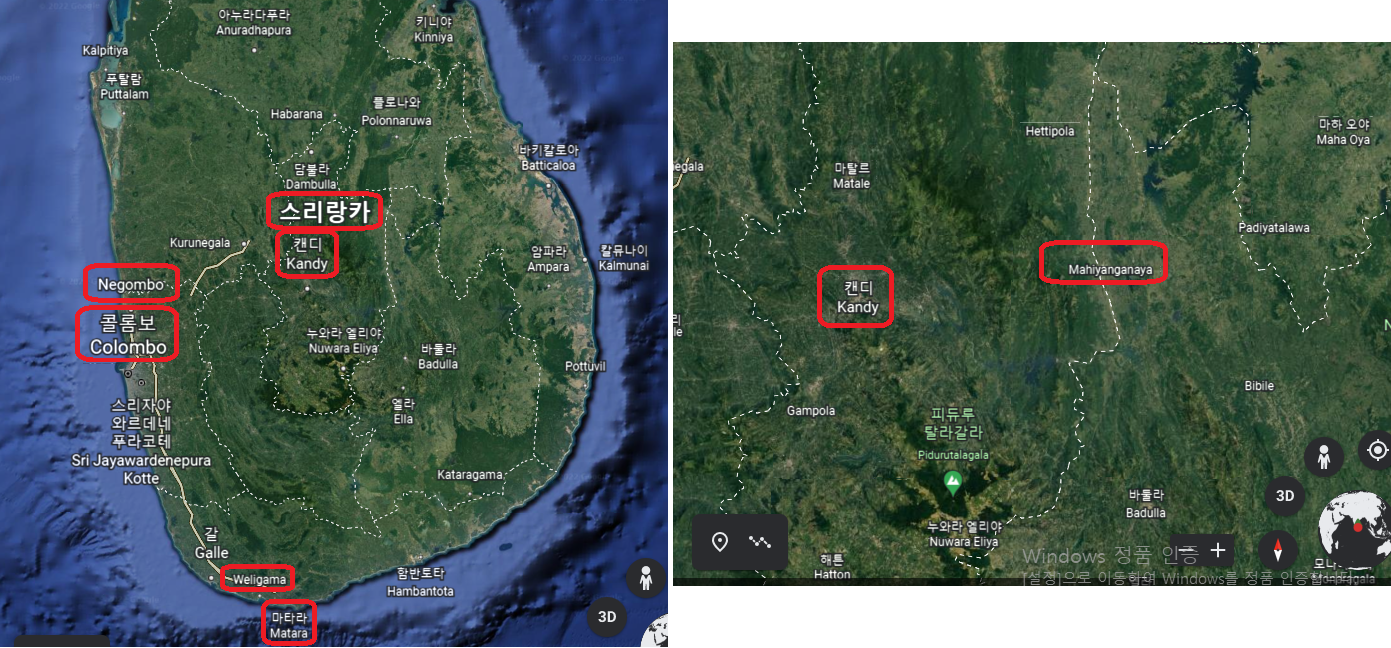 아누라다푸라
Anuradhapura
키니야
Kinniya
Kalpitiya
푸탈람
Puttalam
Habarana
플로나와
Polonnaruwa
담불라
Dambulla
바키칼로아
Batticaloa
스리랑카
캔디
Kandy
Kurunegala
암파라
Ampara
칼뮤나이
Kalmunai
Negombo
콜롬보
Colombo
누와라 엘리야
Nuwara Eliya
바둘라
Badulla
Pottuvil
엘라
Ella
스리자야
와르데네
푸라코테
Sri Jayawardenepura
Kotte
Kataragama
갈
Galle
Weligama
함반토타
Hambantota
마타라
Matara
3D
Hettipola
마하 오야
Maha Oya
egala
마탈르
Matale
Padiyatalawa
Mahiyanganaya
캔디
Kandy
리
le
Bibile
Gampola
피듀루
탈라갈라
Pidurutalagala
바둘라
Badulla
3D
누와라 엘리야
Nuwara Eliya
해튼
Hatton
Windows 정품 인증
[설정]으로 이동하여 Windows를 정품 인증합니다.